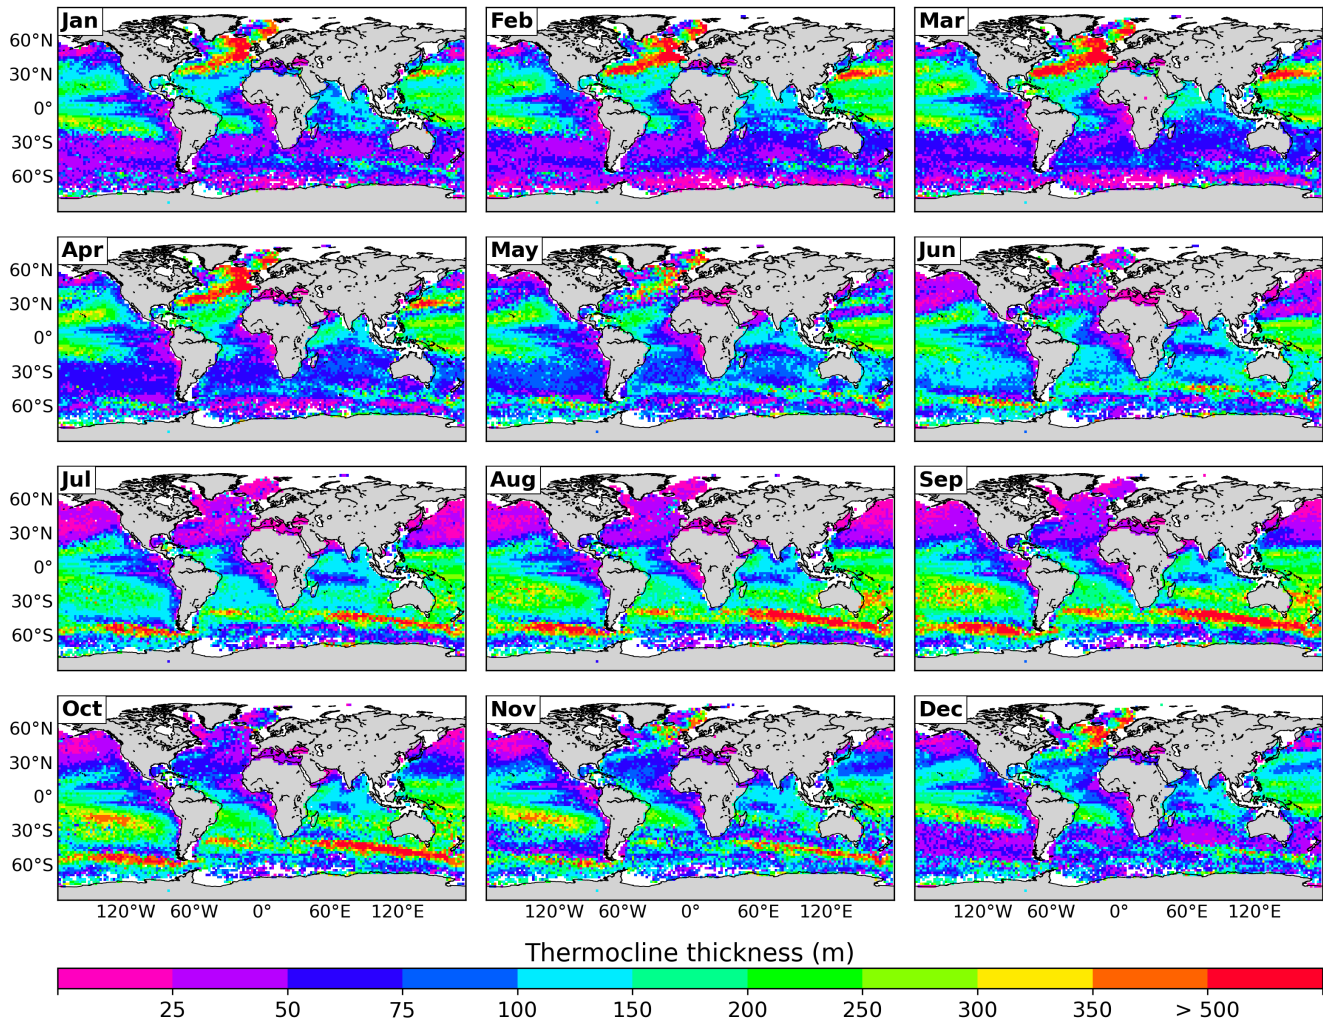 Jan
Feb
Mar
60°N
30°N
0°
30°S
60°S
Apr
May
Jun
60°N
30°N
0°
30°S
60°S
Jul
Aug
Sep
60°N
30°N
0°
30°S
60°S
Oct
Nov
Dec
60°N
30°N
0°
30°S
60°S
120°W 60°W 0° 60°E 120°E
120°W 60°W 0° 60°E 120°E
120°W 60°W 0° 60°E 120°E
Thermocline thickness (m)
25 50 75 100 150 200 250 300 350 > 500